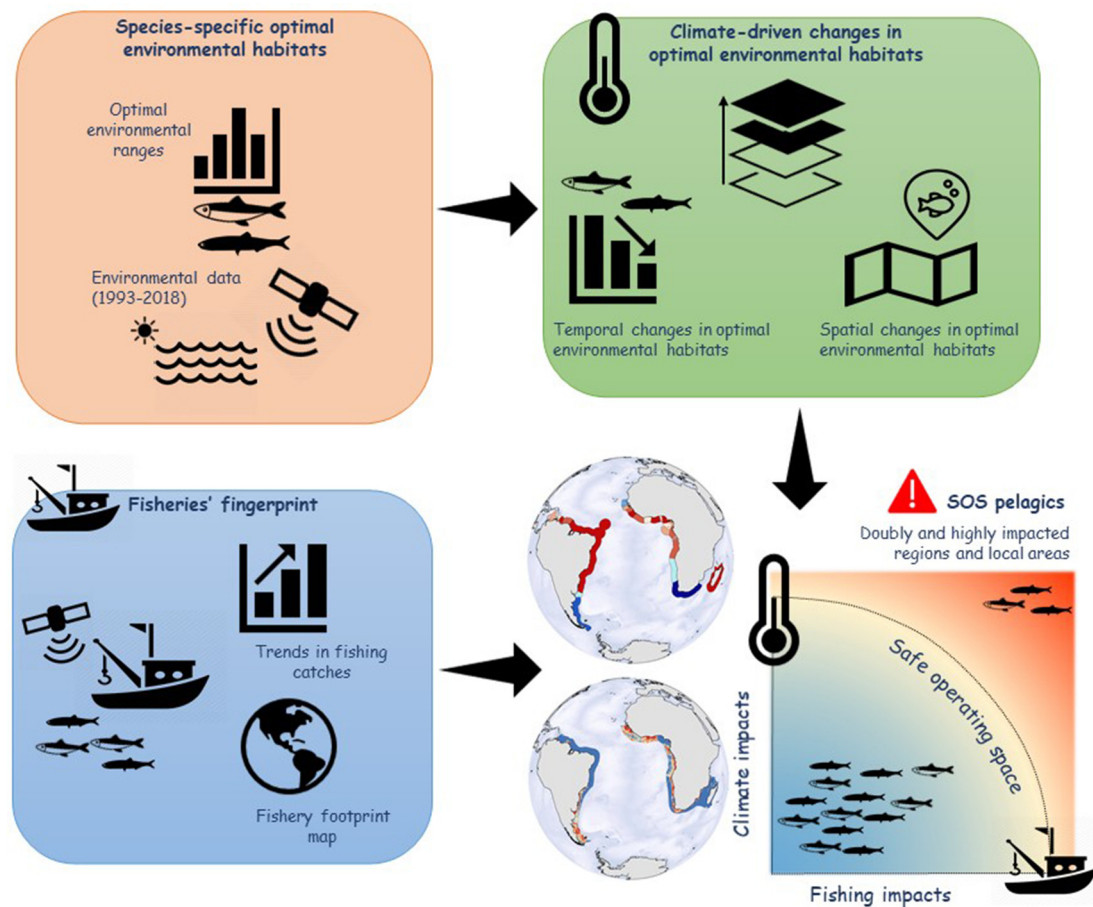 Species-specific optimal
environmental habitats
Optimal
environmental
ranges
Environmental data
(1993-2018)
Climate-driven changes in
optimal environmental habitats
Temporal changes in optimal
environmental habitats
Spatial changes in optimal
environmental habitats
Fisheries' fingerprint
Trends in fishing
catches
Fishery footprint
map
SOS pelagics
Doubly and highly impacted
regions and local areas
Climate impacts
Safe operating space
Fishing impacts